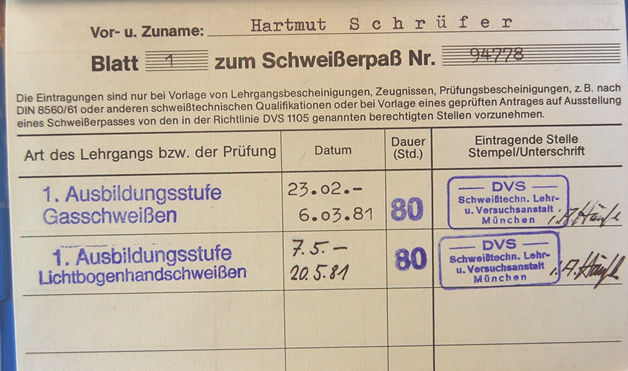 Vor- u. Zuname: Hartmut Schrüfer
Blatt 1 zum Schweißerpaß Nr. 94778
Die Eintragungen sind nur bei Vorlage von Lehrgangsbescheinigungen, Zeugnissen, Prüfungsbescheinigungen, z. B. nach
DIN 8560/61 oder anderen schweißtechnischen Qualifikationen oder bei Vorlage eines geprüften Antrages auf Ausstellung
eines Schweißerpasses von den in der Richtlinie DVS 1105 genannten berechtigten Stellen vorzunehmen.
Art des Lehrgangs bzw. der Prüfung
Datum
Dauer
(Std.)
Eintragende Stelle
Stempel/Unterschrift
1. Ausbildungsstufe
Gasschweißen
23.02.-
6.03.81
80
DVS
Schweißtechn. Lehr-
u. Versuchsanstalt
München
i.A.
1. Ausbildungsstufe
Lichtbogenhandschweißen
7.5.-
20.5.81
80
DVS
Schweißtechn. Lehr-
u. Versuchsanstalt
München
i.A.